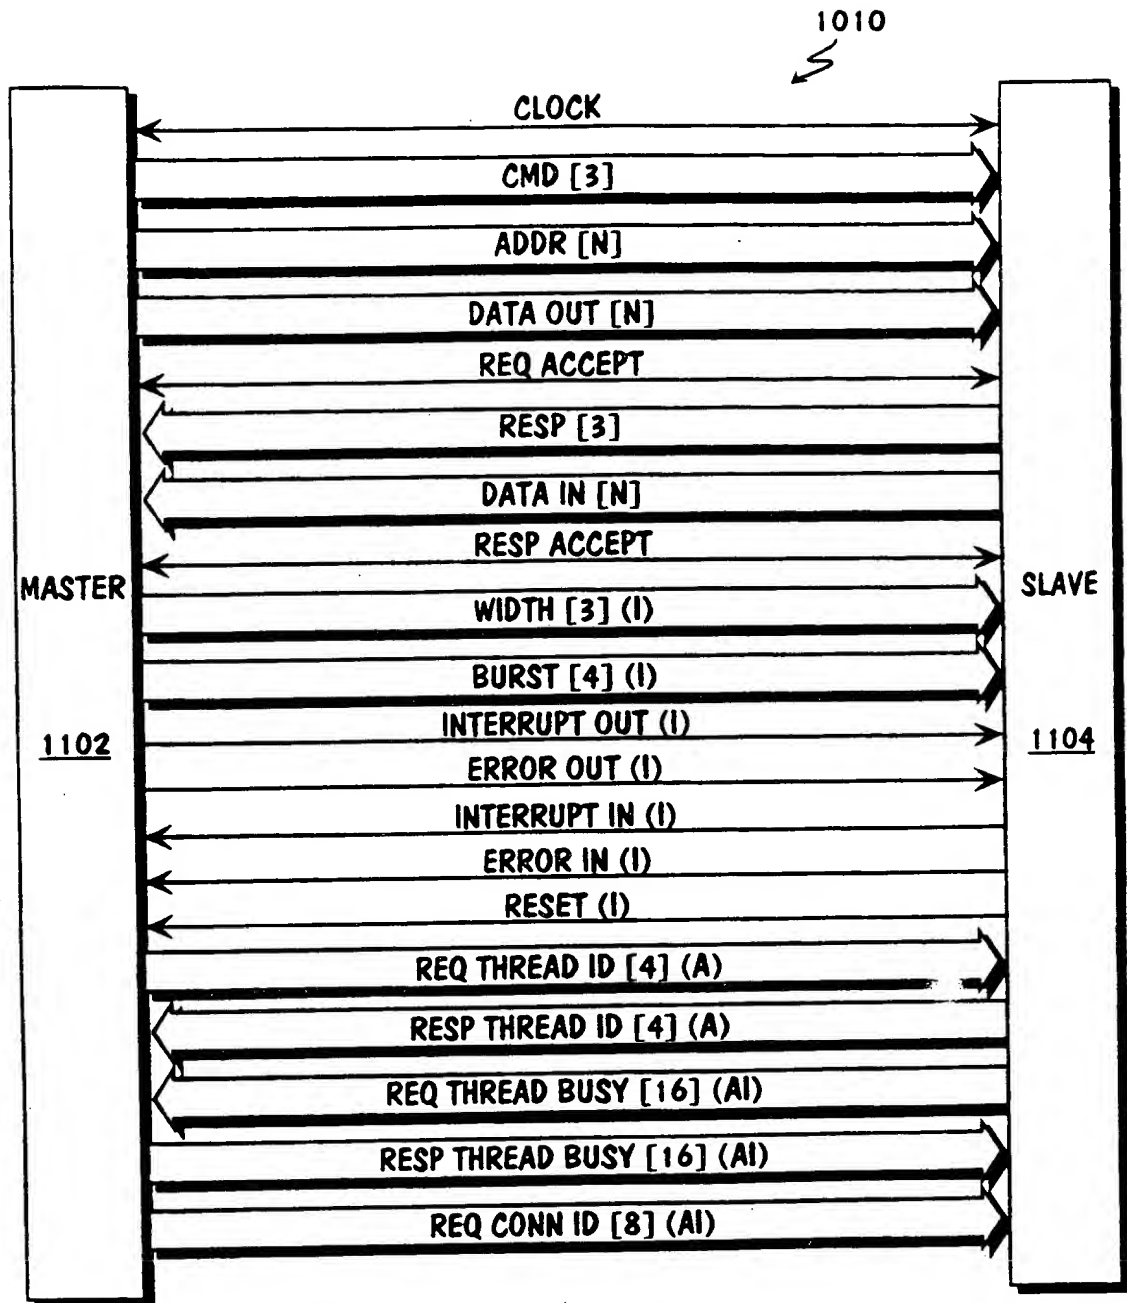 1010
CLOCK
CMD [3]
ADDR [N]
DATA OUT [N]
REQ ACCEPT
RESP [3]
DATA IN [N]
RESP ACCEPT
MASTER
SLAVE
WIDTH [3] (I)
BURST [4] (I)
INTERRUPT OUT (I)
1102
1104
ERROR OUT (I)
INTERRUPT IN (I)
ERROR IN (I)
RESET (I)
REQ THREAD ID [4] (A)
RESP THREAD ID [4] (A)
REQ THREAD BUSY [16] (AI)
RESP THREAD BUSY [16] (AI)
REQ CONN ID [8] (AI)